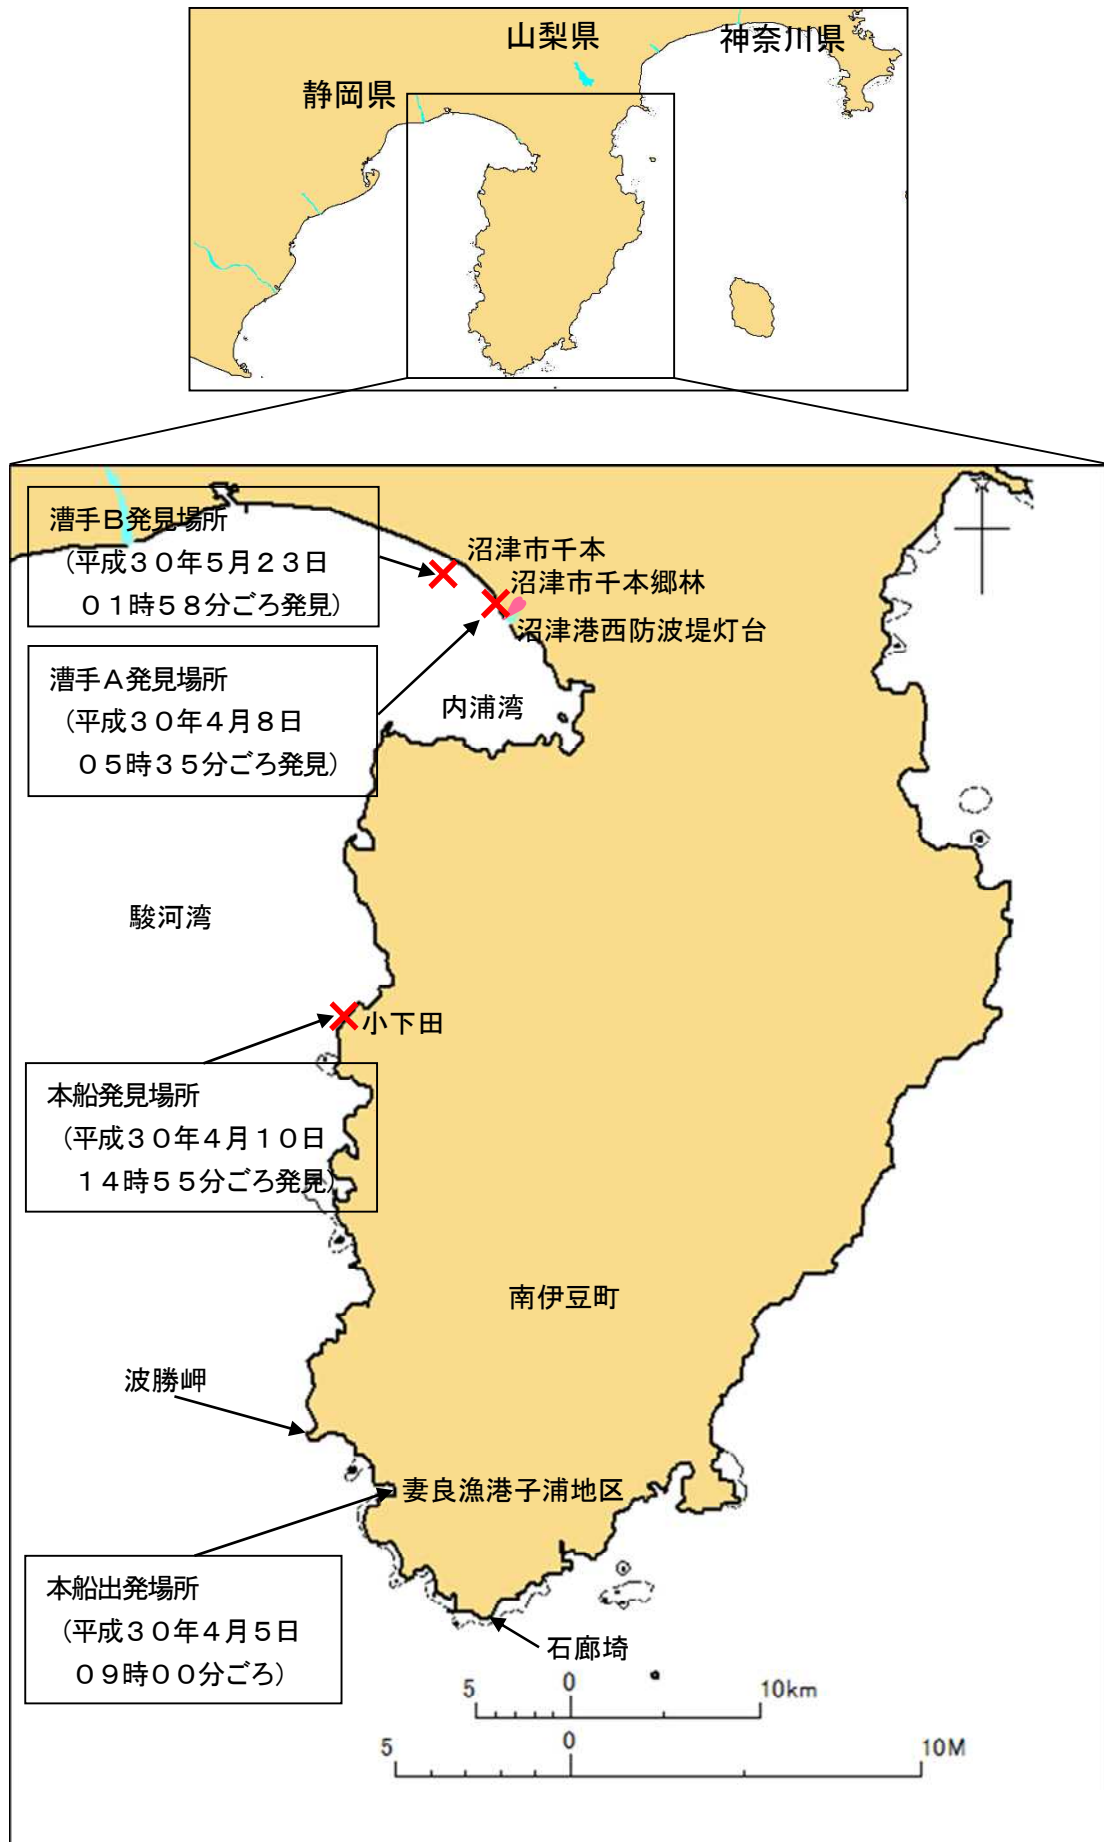 山梨県
神奈川県
静岡県
漕手Ｂ発見場所
（平成３０年５月２３日
０１時５８分ごろ発見）
沼津市千本
沼津市千本郷林
沼津港西防波堤灯台
漕手Ａ発見場所
（平成３０年４月８日
０５時３５分ごろ発見）
内浦湾
駿河湾
小下田
本船発見場所
（平成３０年４月１０日
１４時５５分ごろ発見）
南伊豆町
波勝岬
妻良漁港子浦地区
本船出発場所
（平成３０年４月５日
０９時００分ごろ）
石廊埼
5 0 10km
5 0 10M